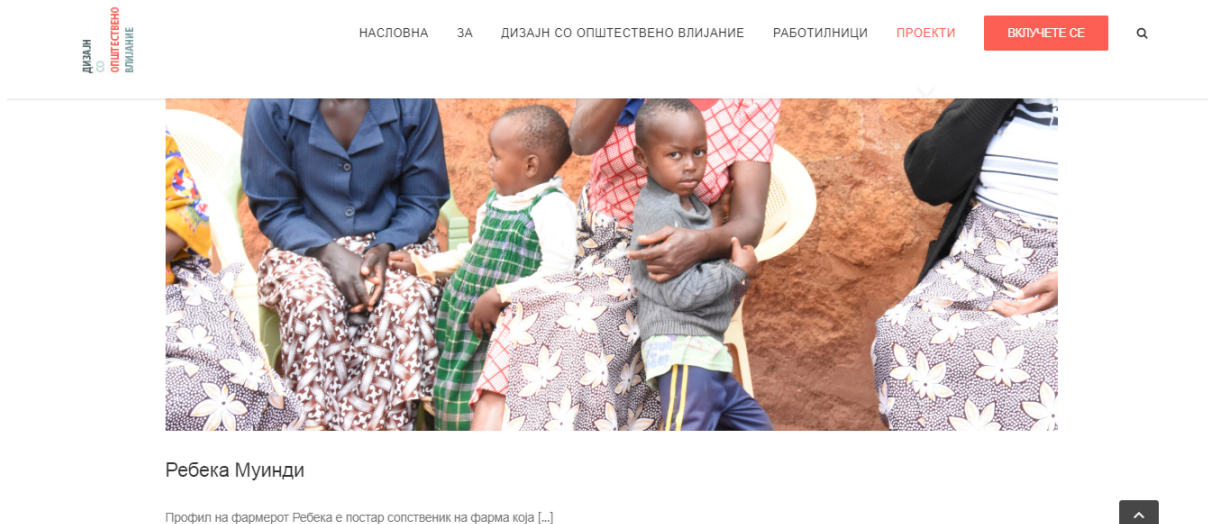 ДИЗАЈН
СО
ОПШТЕСТВЕНО
ВЛИЈАНИЕ
НАСЛОВНА
ЗА
ДИЗАЈН СО ОПШТЕСТВЕНО ВЛИЈАНИЕ
РАБОТИЛНИЦИ
ПРОЕКТИ
ВКЛУЧЕТЕ СЕ
Ребека Муинди
Профил на фармерот Ребека е постар сопственик на фарма која [...]